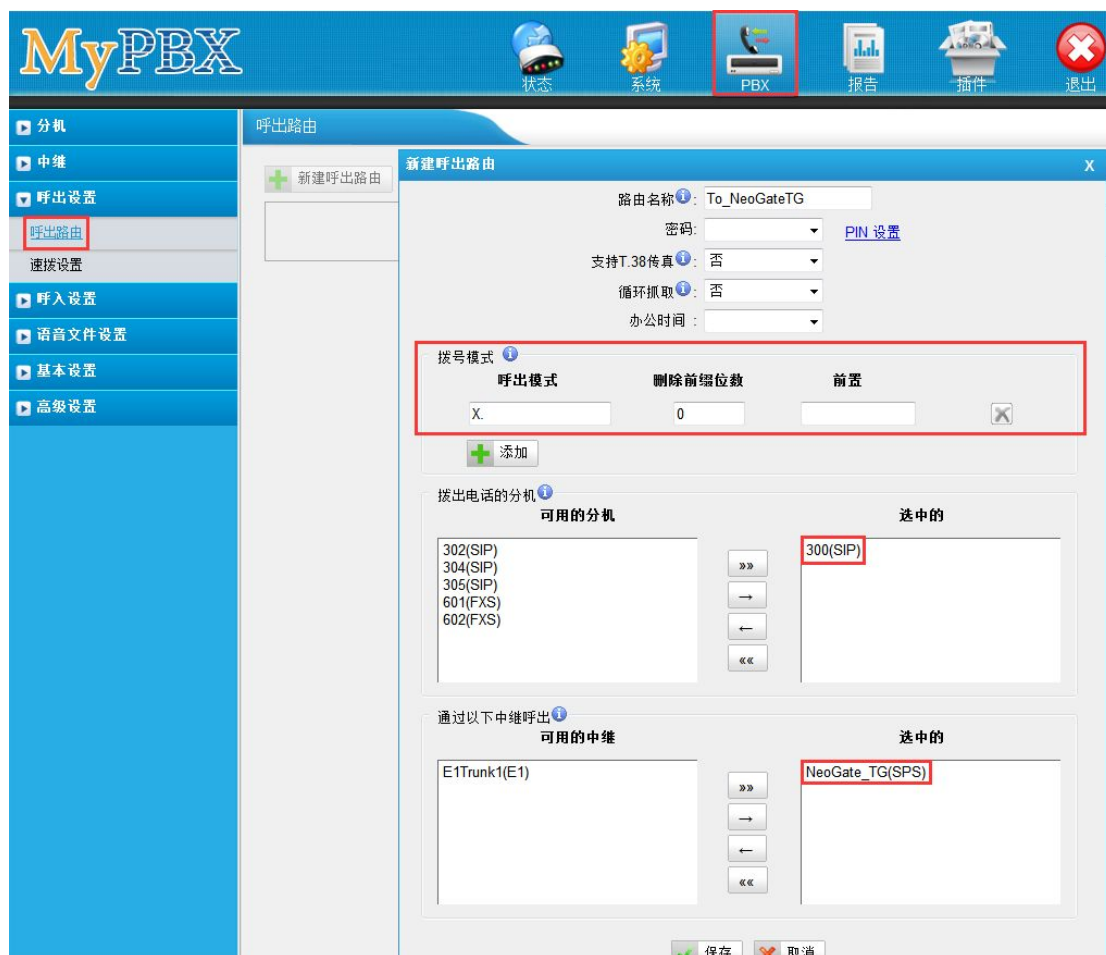 MyPBX
状态 系统 PBX 报告 插件 退出
分机
中继
呼出设置
呼出路由
速拨设置
呼入设置
语音文件设置
基本设置
高级设置
呼出路由
新建呼出路由
新建呼出路由 X
路由名称: To_NeoGateTG
密码: PIN 设置
支持T.38传真: 否
循环抓取: 否
办公时间 :
拨号模式
呼出模式 删除前缀位数 前置
X. 0
添加
拨出电话的分机
可用的分机 选中的
302(SIP)
304(SIP)
305(SIP)
601(FXS)
602(FXS)
»»
→
←
««
300(SIP)
通过以下中继呼出
可用的中继 选中的
E1Trunk1(E1)
»»
→
←
««
NeoGate_TG(SPS)
保存 取消